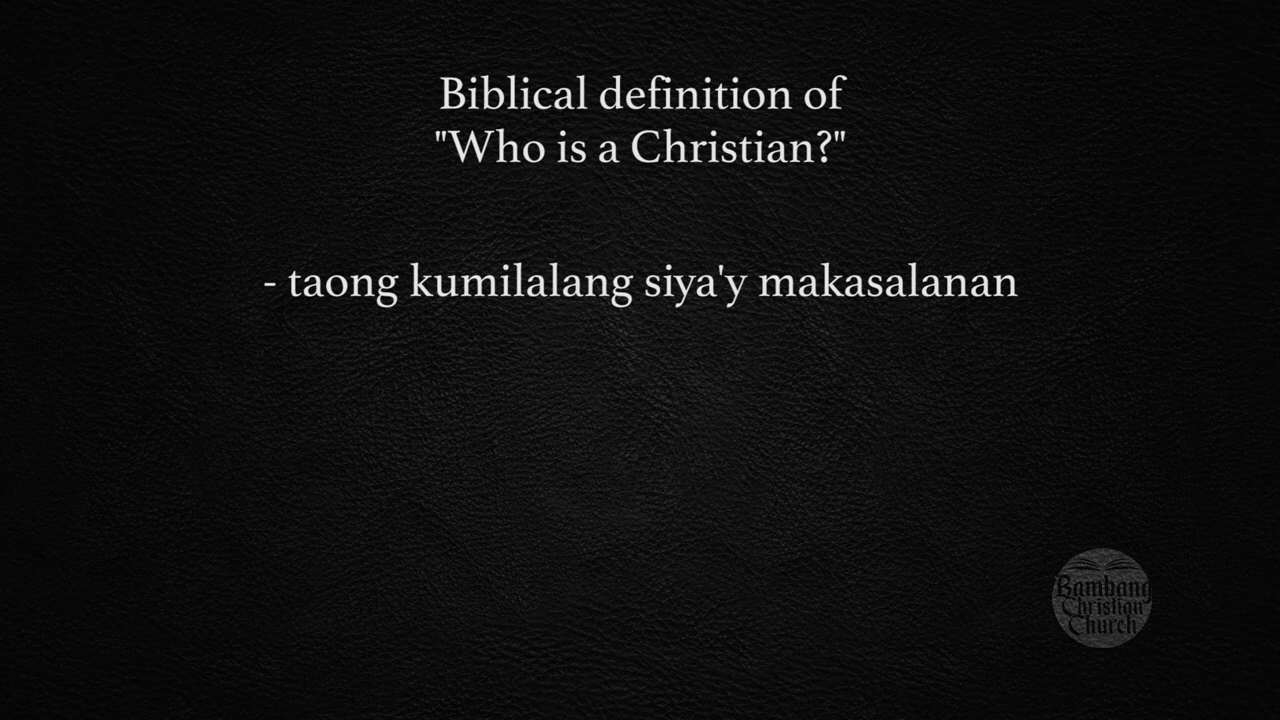 Biblical definition of
"Who is a Christian?"
- taong kumilalang siya'y makasalanan
Bambang
Christian
Church